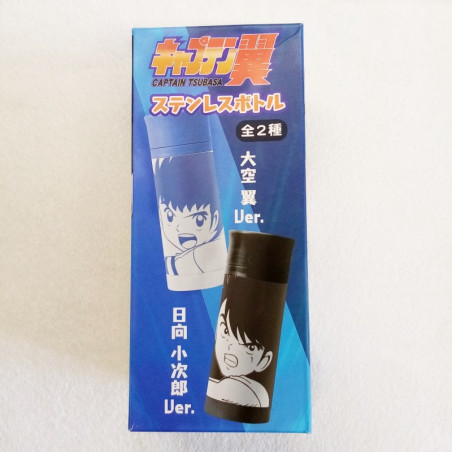 キャプテン翼
CAPTAIN TSUBASA
ステンレスボトル
全2種
大空 翼
Ver.
日向 小次郎
Ver.